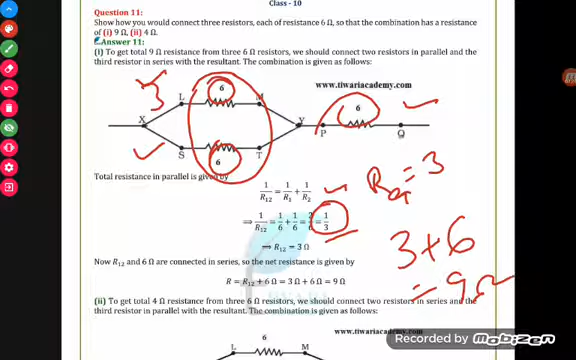 Class - 10
Question 11:
Show how you would connect three resistors, each of resistance 6 Ω, so that the combination has a resistance
of (i) 9 Ω, (ii) 4 Ω.
Answer 11:
(i) To get total 9 Ω resistance from three 6 Ω resistors, we should connect two resistors in parallel and the
third resistor in series with the resultant. The combination is given as follows:
www.tiwariacademy.com
L 6 M
6
X Y P Q
S 6 T
Total resistance in parallel is given by
1/R₁₂ = 1/R₁ + 1/R₂
⇒ 1/R₁₂ = 1/6 + 1/6 = 2/6 = 1/3
⇒ R₁₂ = 3 Ω
= 3
3 + 6
= 9Ω
Now R₁₂ and 6 Ω are connected in series, so the net resistance is given by
R = R₁₂ + 6 Ω = 3 Ω + 6 Ω = 9 Ω
(ii) To get total 4 Ω resistance from three 6 Ω resistors, we should connect two resistors in series and the
third resistor in parallel with the resultant. The combination is given as follows:
www.tiwariacademy.com
6
L M
Recorded by
Mobizen